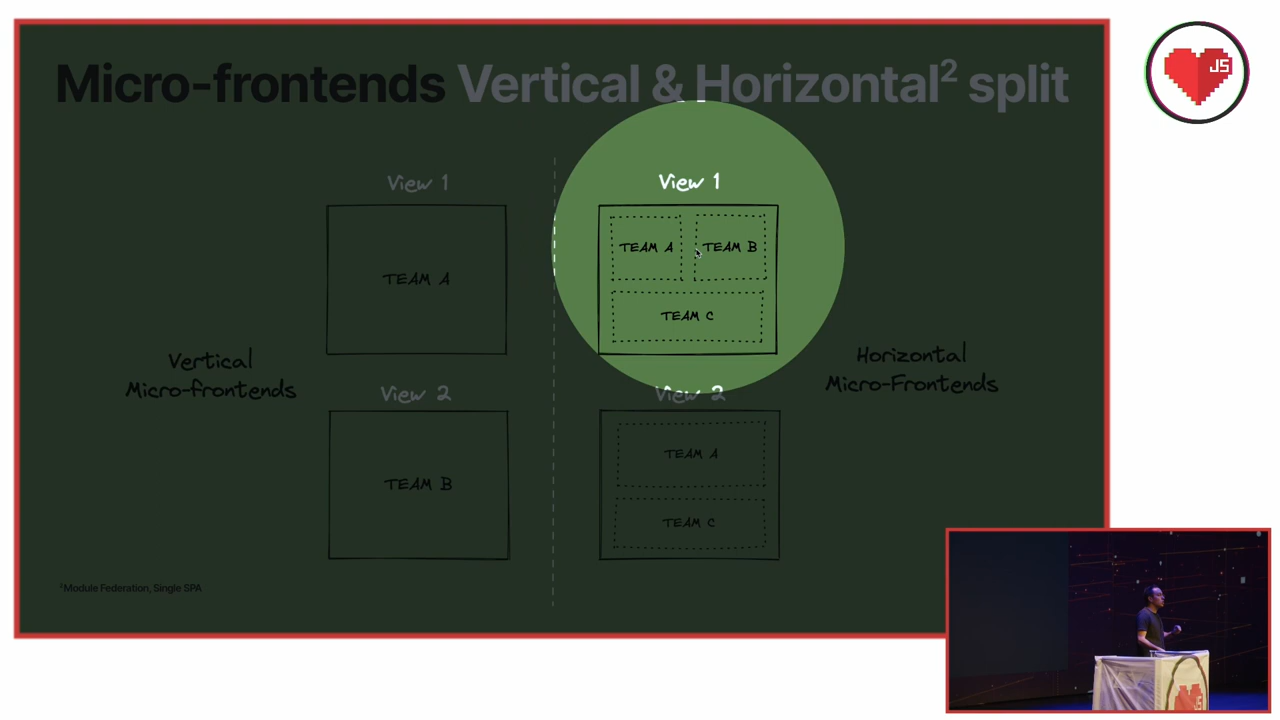 Micro-frontends Vertical & Horizontal² split
JS
View 1
View 1
TEAM A
TEAM A
TEAM B
TEAM C
Vertical
Micro-frontends
Horizontal
Micro-Frontends
View 2
View 2
TEAM B
TEAM A
TEAM C
²Module Federation, Single SPA
JS